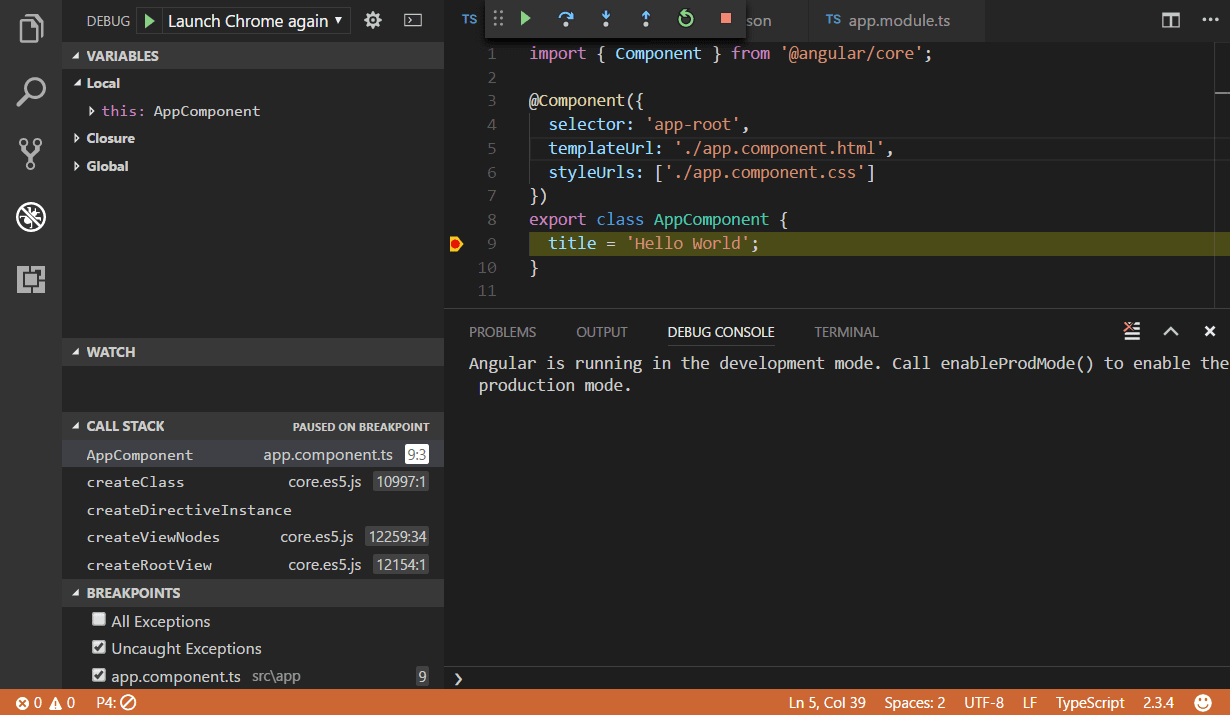 DEBUG Launch Chrome again
VARIABLES
Local
this: AppComponent
Closure
Global
WATCH
CALL STACK PAUSED ON BREAKPOINT
AppComponent app.component.ts 9:3
createClass core.es5.js 10997:1
createDirectiveInstance
createViewNodes core.es5.js 12259:34
createRootView core.es5.js 12154:1
BREAKPOINTS
All Exceptions
Uncaught Exceptions
app.component.ts src\app 9
TS son TS app.module.ts
1 import { Component } from '@angular/core';
2
3 @Component({
4 selector: 'app-root',
5 templateUrl: './app.component.html',
6 styleUrls: ['./app.component.css']
7 })
8 export class AppComponent {
9 title = 'Hello World';
10 }
11
PROBLEMS OUTPUT DEBUG CONSOLE TERMINAL
Angular is running in the development mode. Call enableProdMode() to enable the
production mode.
0 0 P4: Ln 5, Col 39 Spaces: 2 UTF-8 LF TypeScript 2.3.4